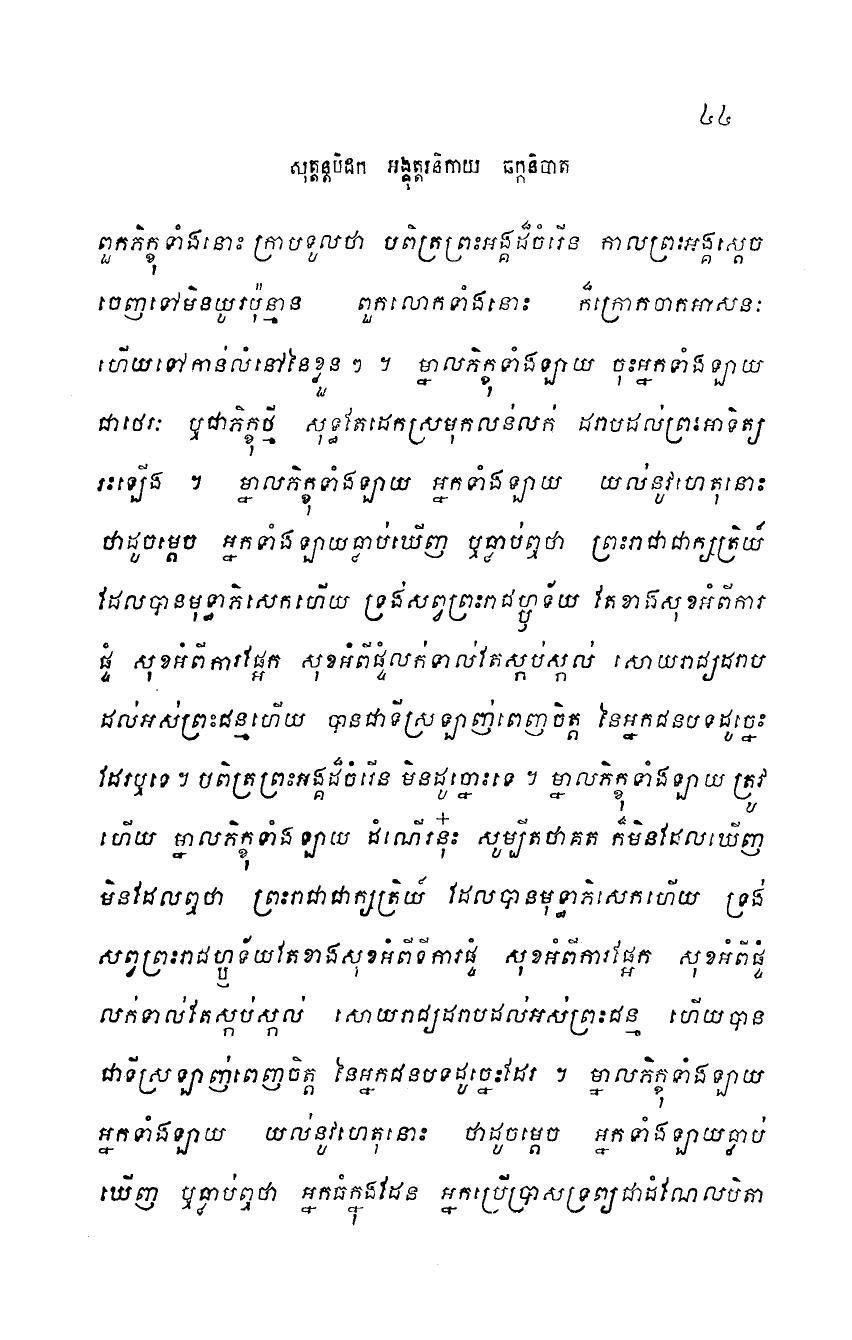 ៤៤
សុត្តន្តបិដក អង្គុត្តរនិកាយ ឆក្កនិបាត
ពួកភិក្ខុទាំងនោះ ក្រាបទូលថា បពិត្រព្រះអង្គដ៏ចំរើន កាលព្រះអង្គស្តេច
ចេញទៅមិនយូរប៉ុន្មាន ពួកលោកទាំងនោះ ក៏ក្រោកចាកអាសនៈ
ហើយទៅកាន់លំនៅនៃខ្លួន ៗ ។ ម្នាលភិក្ខុទាំងឡាយ ចុះអ្នកទាំងឡាយ
ជាថេរៈ ឬជាភិក្ខុថ្មី សុទ្ធតែដេកស្រមុកលន់លក់ ដរាបដល់ព្រះអាទិត្យ
រះឡើង ។ ម្នាលភិក្ខុទាំងឡាយ អ្នកទាំងឡាយ យល់នូវហេតុនោះ
ថាដូចម្តេច អ្នកទាំងឡាយធ្លាប់ឃើញ ឬធ្លាប់ឮថា ព្រះរាជាជាក្សត្រិយ៍
ដែលបានមុទ្ធាភិសេកហើយ ទ្រង់សព្វព្រះរាជហ្ឫទ័យ តែខាងសុខអំពីការ
ផ្ទំ សុខអំពីការផ្អែក សុខអំពីផ្ទំលក់ទាល់តែស្កប់ស្កល់ សោយរាជ្យដរាប
ដល់អស់ព្រះជន្មហើយ បានជាទីស្រឡាញ់ពេញចិត្ត នៃអ្នកជនបទដូច្នេះ
ដែរឬទេ ។ បពិត្រព្រះអង្គដ៏ចំរើន មិនដូច្នោះទេ ។ ម្នាលភិក្ខុទាំងឡាយ ត្រូវ
ហើយ ម្នាលភិក្ខុទាំងឡាយ ដំណើរនុ៎ះ សូម្បីតថាគត ក៏មិនដែលឃើញ
មិនដែលឮថា ព្រះរាជាជាក្សត្រិយ៍ ដែលបានមុទ្ធាភិសេកហើយ ទ្រង់
សព្វព្រះរាជហ្ឫទ័យតែខាងសុខអំពីទីការផ្ទំ សុខអំពីការផ្អែក សុខអំពីផ្ទំ
លក់ទាល់តែស្កប់ស្កល់ សោយរាជ្យដរាបដល់អស់ព្រះជន្ម ហើយបាន
ជាទីស្រឡាញ់ពេញចិត្ត នៃអ្នកជនបទដូច្នេះដែរ ។ ម្នាលភិក្ខុទាំងឡាយ
អ្នកទាំងឡាយ យល់នូវហេតុនោះ ថាដូចម្តេច អ្នកទាំងឡាយធ្លាប់
ឃើញ ឬធ្លាប់ឮថា អ្នកធំក្នុងដែន អ្នកប្រើប្រាសទ្រព្យជាដំណែលបិតា